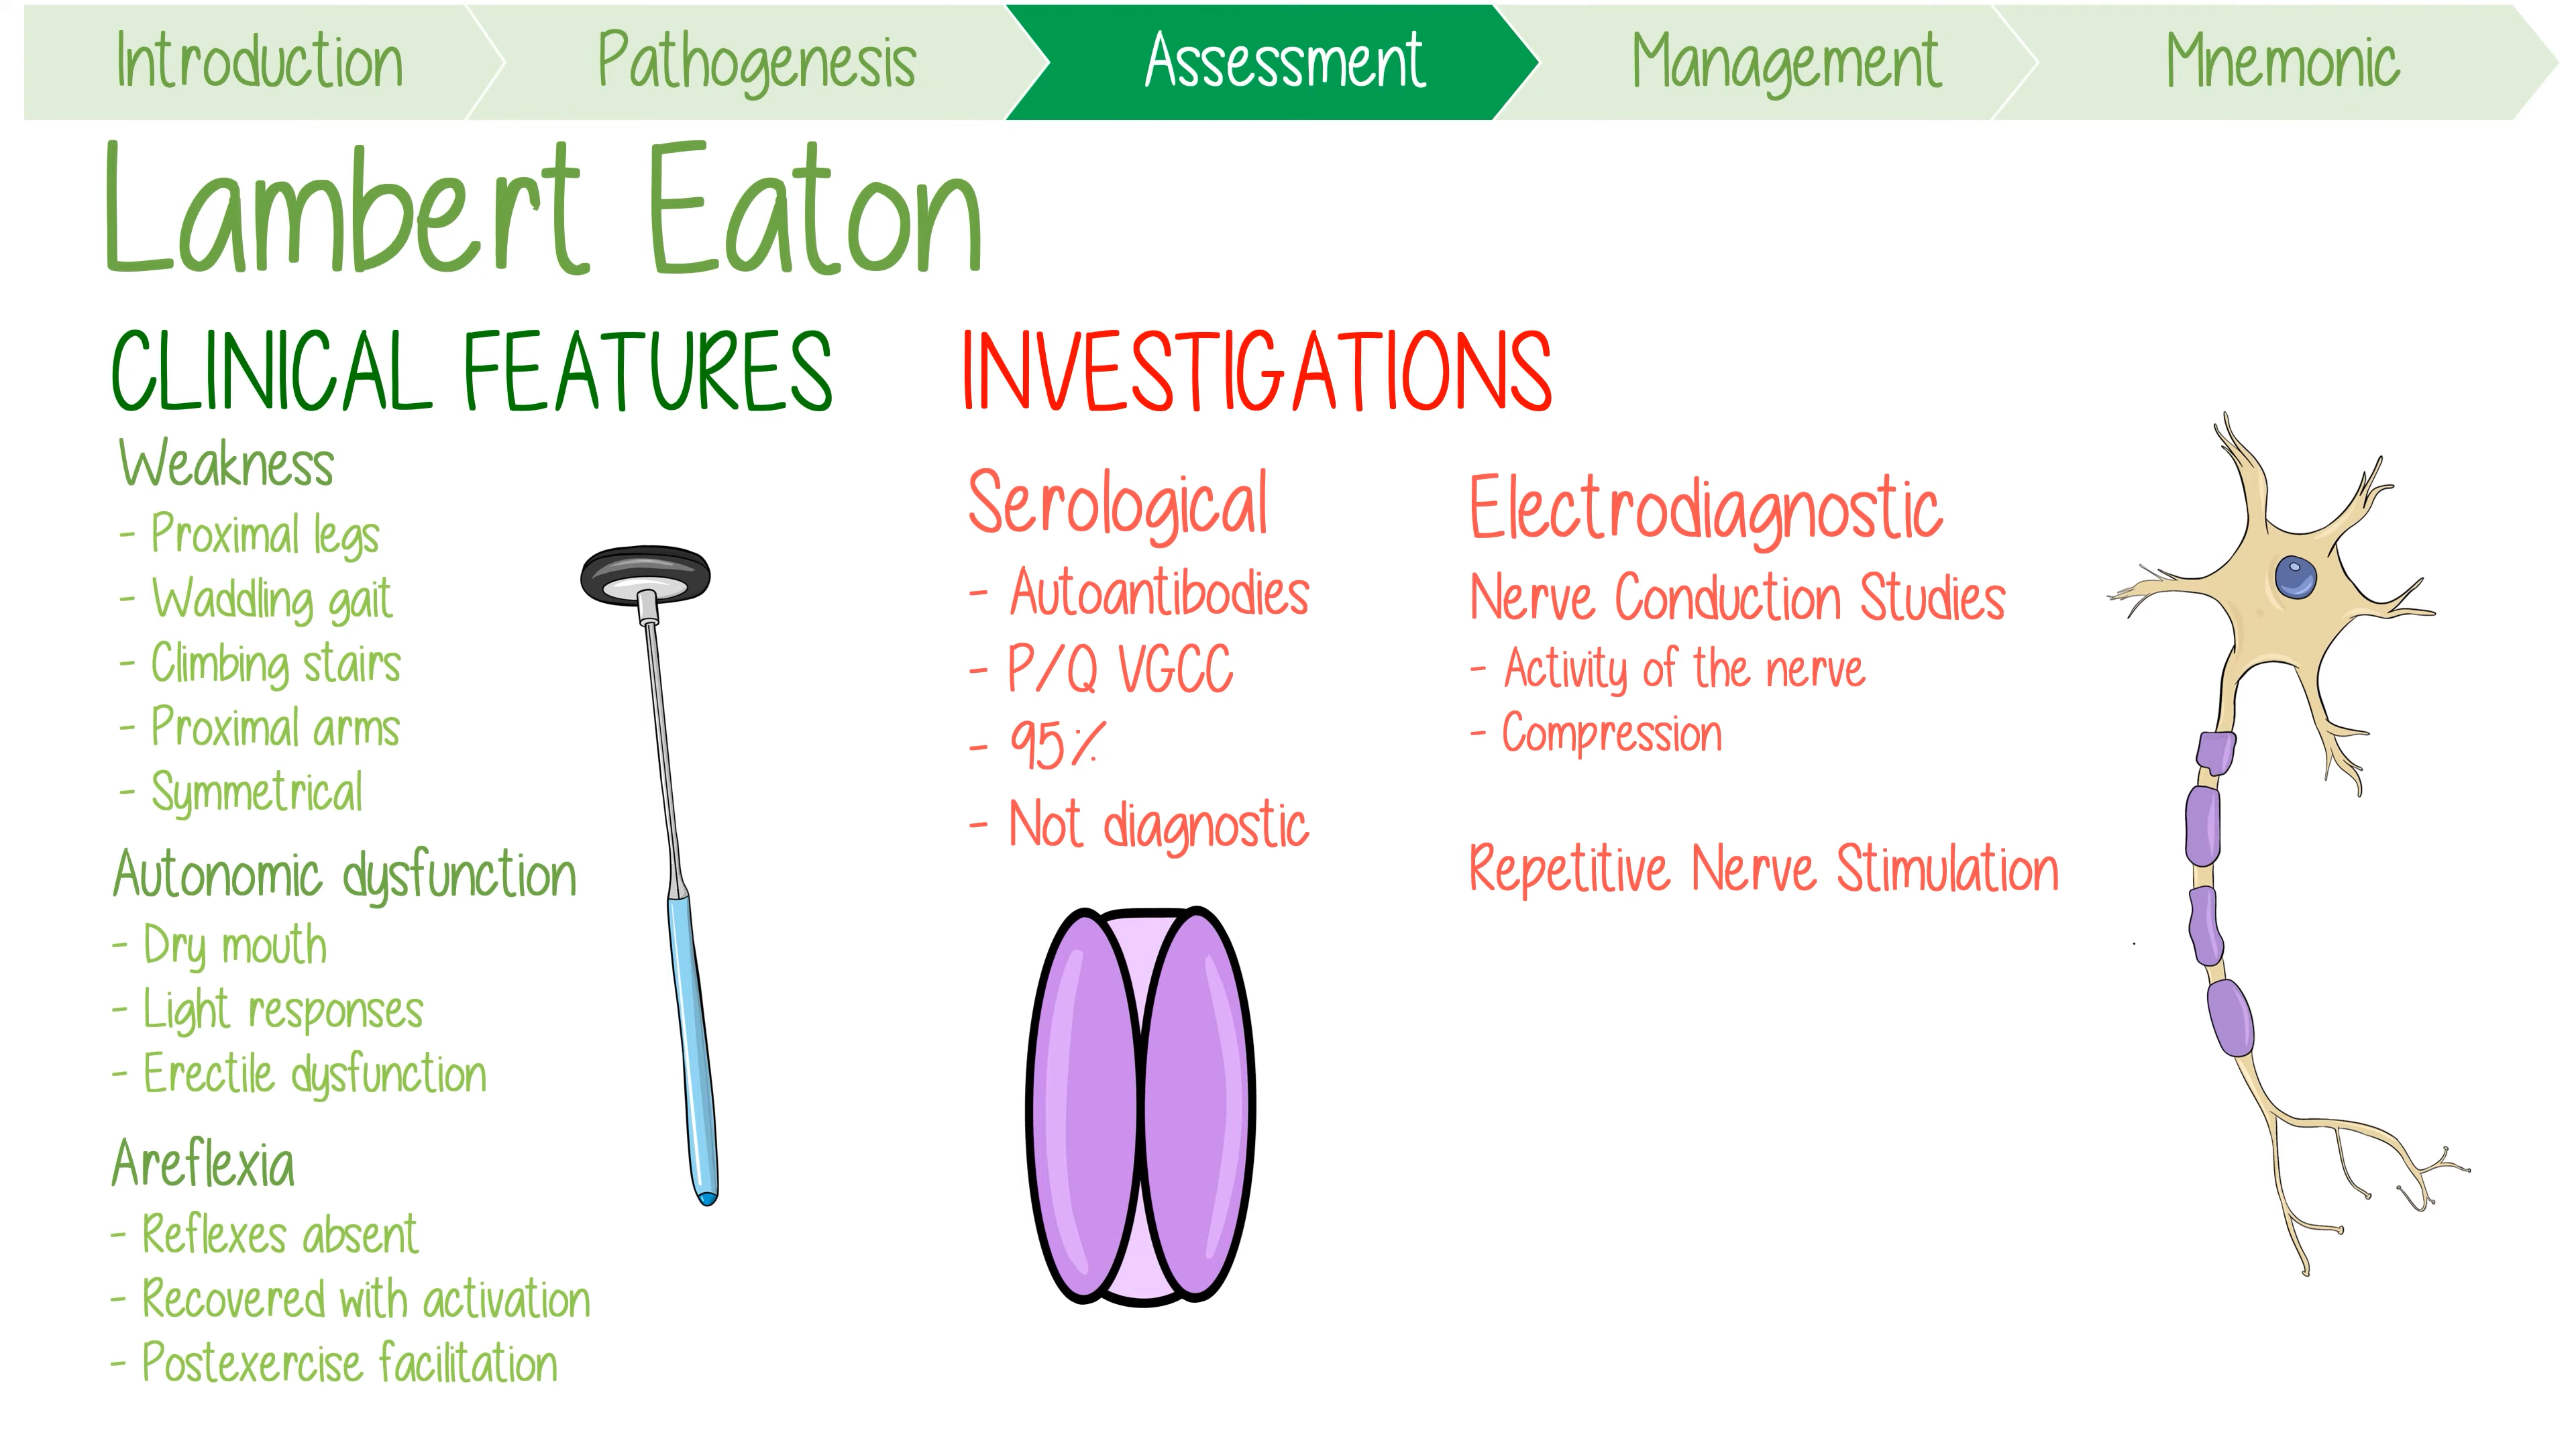 Introduction
Pathogenesis
Assessment
Management
Mnemonic
Lambert Eaton
CLINICAL FEATURES
Weakness
- Proximal legs
- Waddling gait
- Climbing stairs
- Proximal arms
- Symmetrical
Autonomic dysfunction
- Dry mouth
- Light responses
- Erectile dysfunction
Areflexia
- Reflexes absent
- Recovered with activation
- Postexercise facilitation
INVESTIGATIONS
Serological
- Autoantibodies
- P/Q VGCC
- 95%
- Not diagnostic
Electrodiagnostic
Nerve Conduction Studies
- Activity of the nerve
- Compression
Repetitive Nerve Stimulation